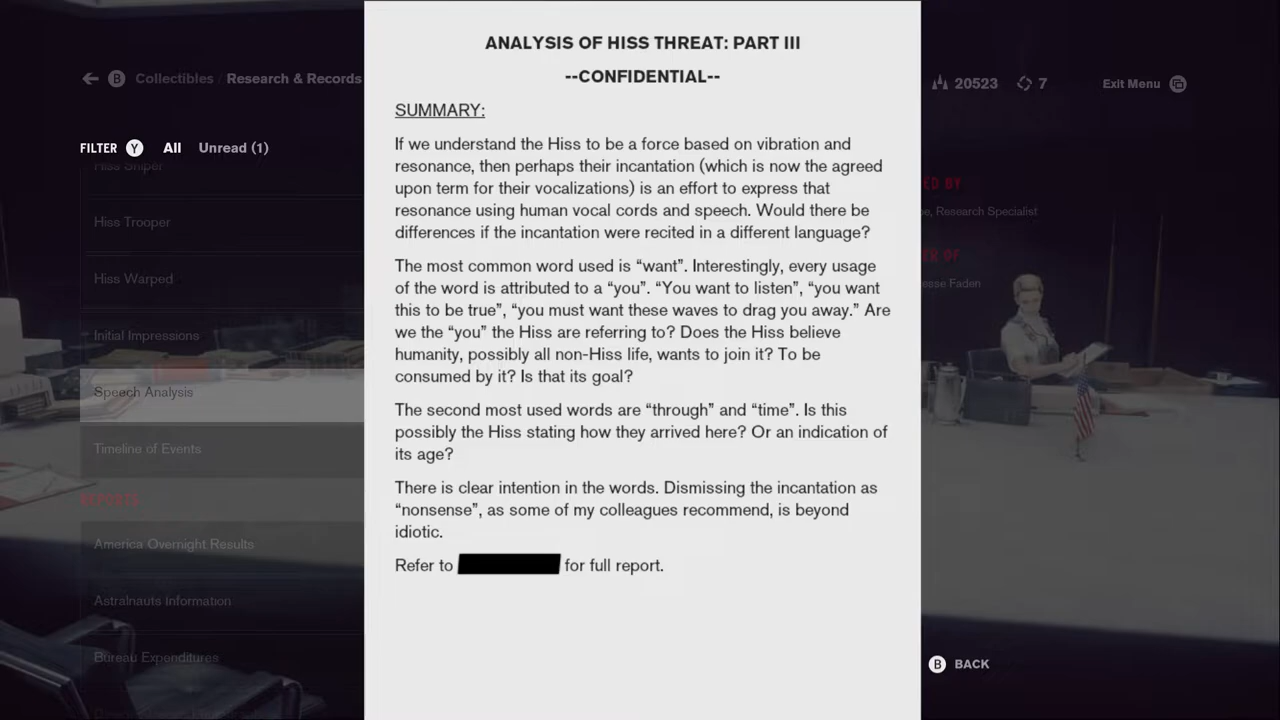 ANALYSIS OF HISS THREAT: PART III
--CONFIDENTIAL--
B Collectibles / Research & Records
20523 7 Exit Menu
SUMMARY:
FILTER Y All Unread (1)
Hiss Sniper
Hiss Trooper
Hiss Warped
Initial Impressions
Speech Analysis
Timeline of Events
REPORTS
America Overnight Results
Astralnauts Information
Bureau Expenditures
If we understand the Hiss to be a force based on vibration and
resonance, then perhaps their incantation (which is now the agreed
upon term for their vocalizations) is an effort to express that
resonance using human vocal cords and speech. Would there be
differences if the incantation were recited in a different language?
The most common word used is “want”. Interestingly, every usage
of the word is attributed to a “you”. “You want to listen”, “you want
this to be true”, “you must want these waves to drag you away.” Are
we the “you” the Hiss are referring to? Does the Hiss believe
humanity, possibly all non-Hiss life, wants to join it? To be
consumed by it? Is that its goal?
The second most used words are “through” and “time”. Is this
possibly the Hiss stating how they arrived here? Or an indication of
its age?
There is clear intention in the words. Dismissing the incantation as
“nonsense”, as some of my colleagues recommend, is beyond
idiotic.
Refer to for full report.
ED BY
pe, Research Specialist
OF
esse Faden
B BACK